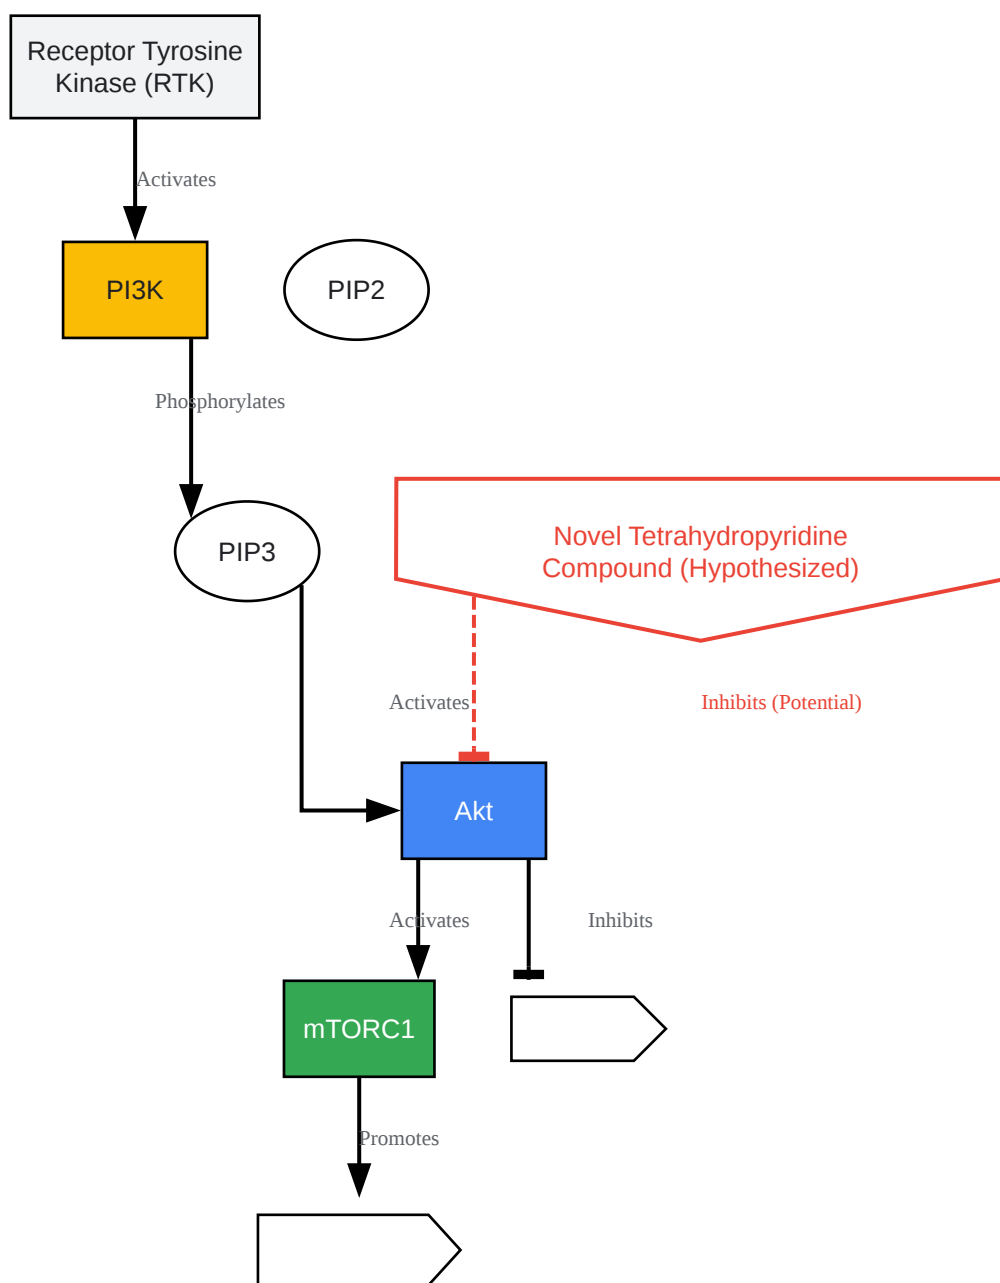 Receptor Tyrosine
Kinase (RTK)
Activates
PI3K
PIP2
Phosphorylates
PIP3
Novel Tetrahydropyridine
Compound (Hypothesized)
Activates
Inhibits (Potential)
Akt
Activates
Inhibits
mTORC1
Promotes